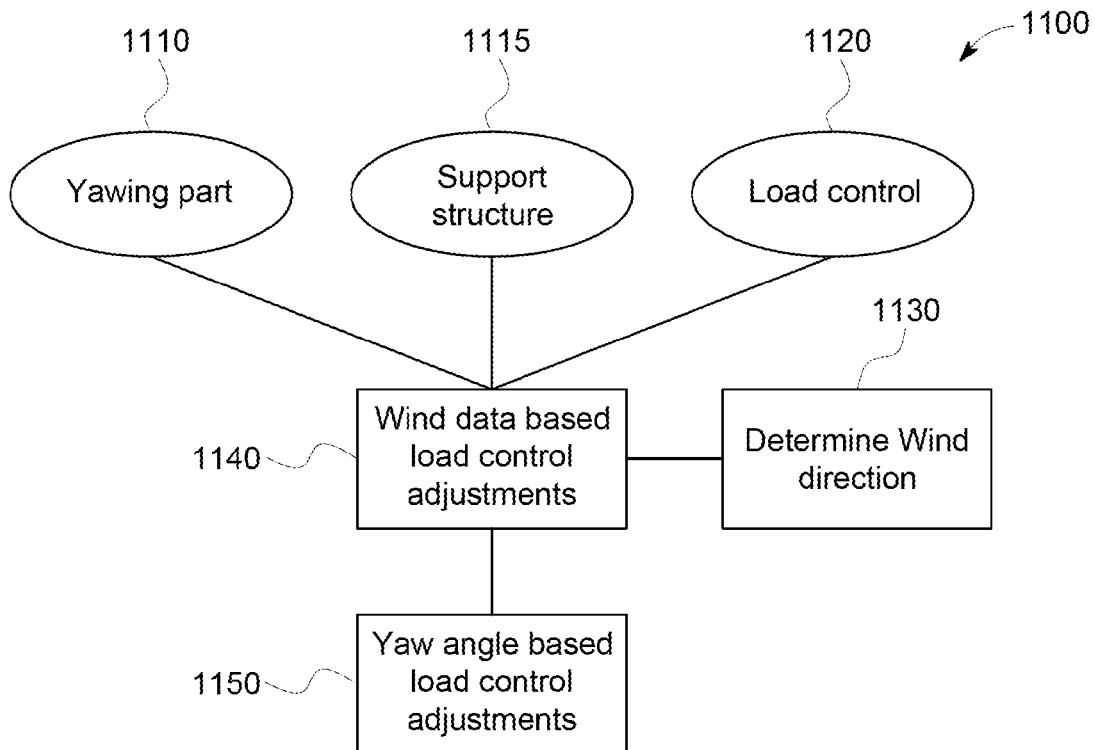 1100
1110
1115
1120
Yawing part
Support
structure
Load control
1130
Wind data based
load control
adjustments
1140
Determine Wind
direction
Yaw angle based
load control
adjustments
1150